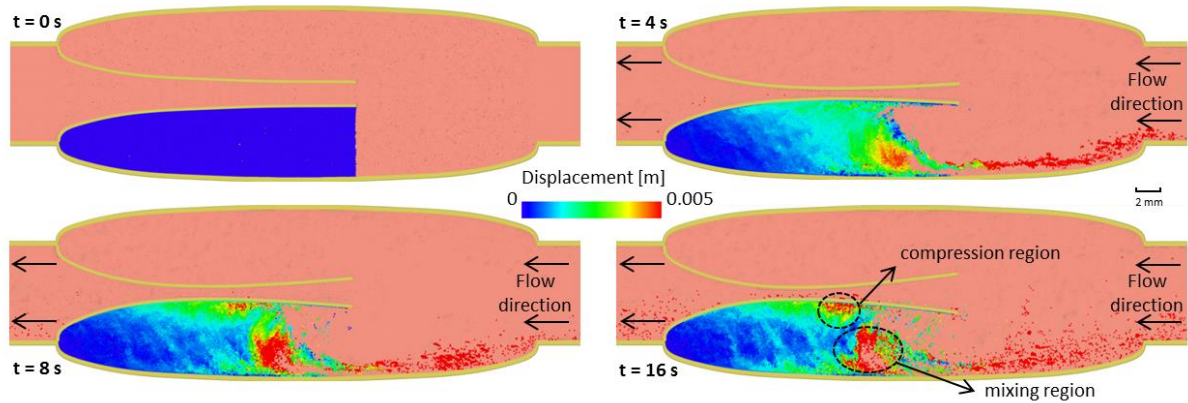 t = 0 s
t = 4 s
Flow
direction
Displacement [m]
0
0.005
2 mm
t = 8 s
Flow
direction
t = 16 s
compression region
Flow
direction
mixing region